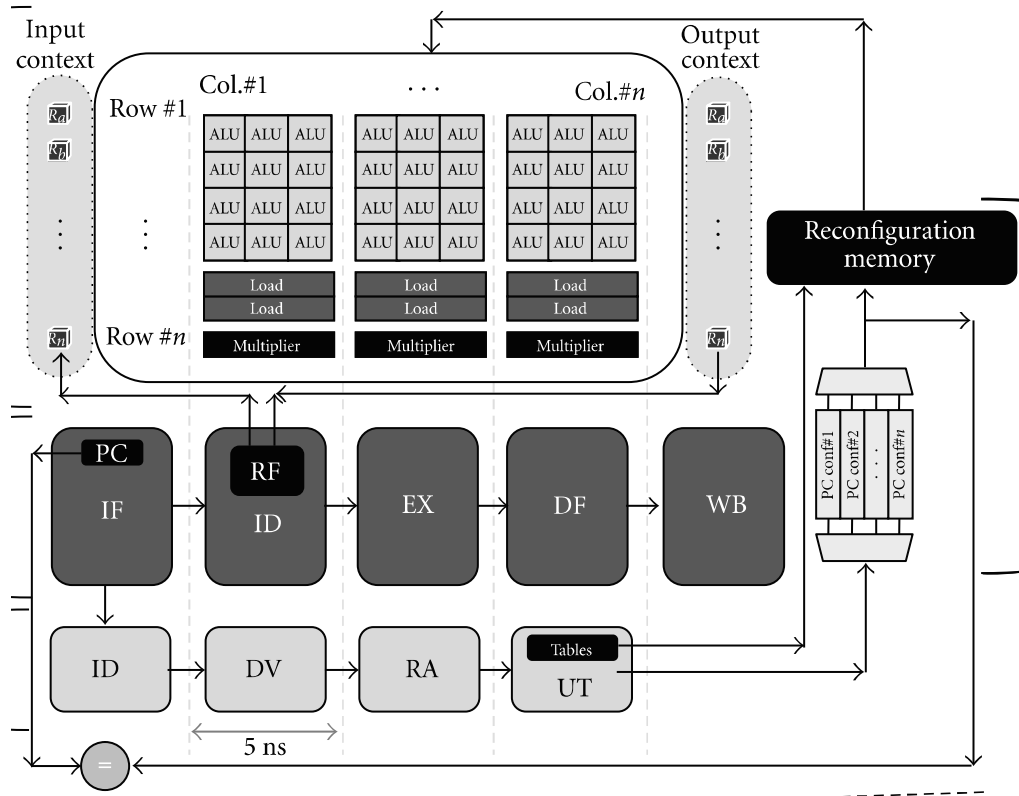 Input
context
Output
context
Col.#1
. . .
Col.#n
Row #1
Ra
Rb
ALU ALU ALU ALU ALU ALU ALU ALU ALU
ALU ALU ALU ALU ALU ALU ALU ALU ALU
ALU ALU ALU ALU ALU ALU ALU ALU ALU
ALU ALU ALU ALU ALU ALU ALU ALU ALU
Load Load Load
Load Load Load
Row #n
Multiplier Multiplier Multiplier
Rn
Ra
Rb
Rn
Reconfiguration
memory
PC conf#1
PC conf#2
. . .
PC conf#n
PC
IF
RF
ID
EX
DF
WB
ID
DV
RA
Tables
UT
5 ns
=